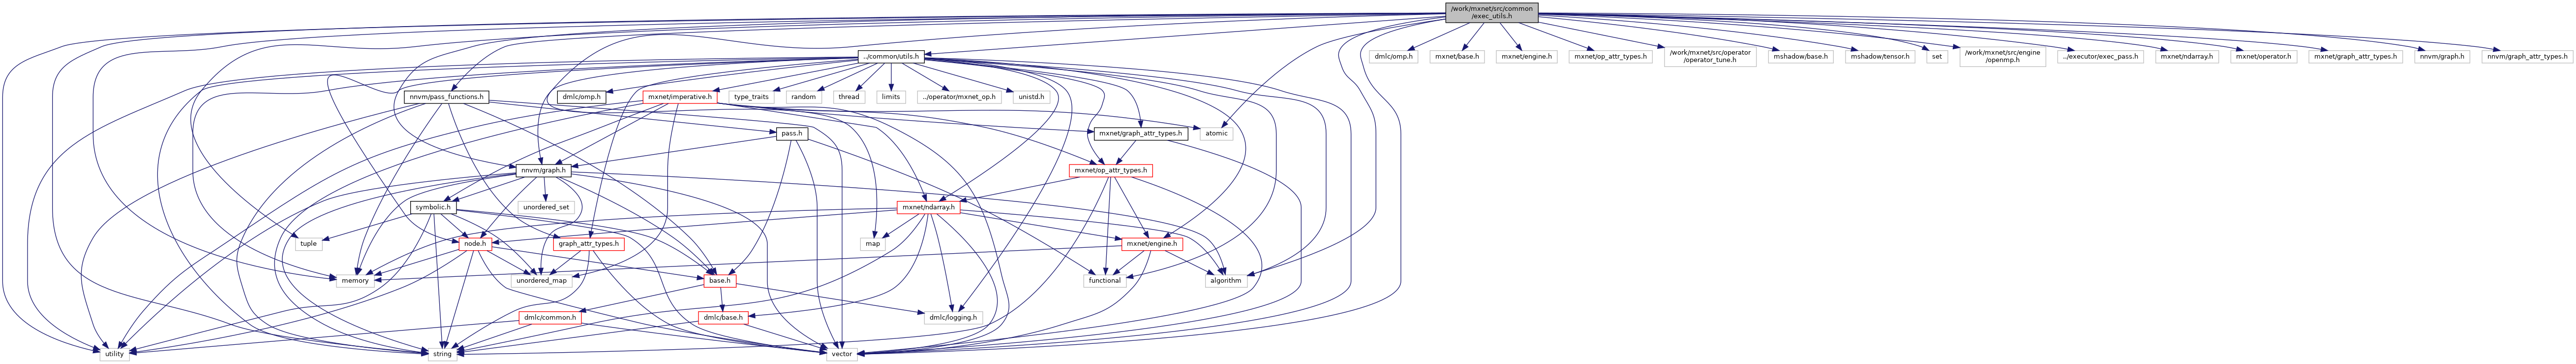 /work/mxnet/src/common
/exec_utils.h
../common/utils.h
dmlc/omp.h
mxnet/base.h
mxnet/engine.h
mxnet/op_attr_types.h
/work/mxnet/src/operator
/operator_tune.h
mshadow/base.h
mshadow/tensor.h
set
/work/mxnet/src/engine
/openmp.h
../executor/exec_pass.h
mxnet/ndarray.h
mxnet/operator.h
mxnet/graph_attr_types.h
nnvm/graph.h
nnvm/graph_attr_types.h
nnvm/pass_functions.h
dmlc/omp.h
mxnet/imperative.h
type_traits
random
thread
limits
../operator/mxnet_op.h
unistd.h
pass.h
mxnet/graph_attr_types.h
atomic
nnvm/graph.h
mxnet/op_attr_types.h
symbolic.h
unordered_set
mxnet/ndarray.h
tuple
node.h
graph_attr_types.h
map
mxnet/engine.h
memory
unordered_map
base.h
functional
algorithm
dmlc/common.h
dmlc/base.h
dmlc/logging.h
utility
string
vector